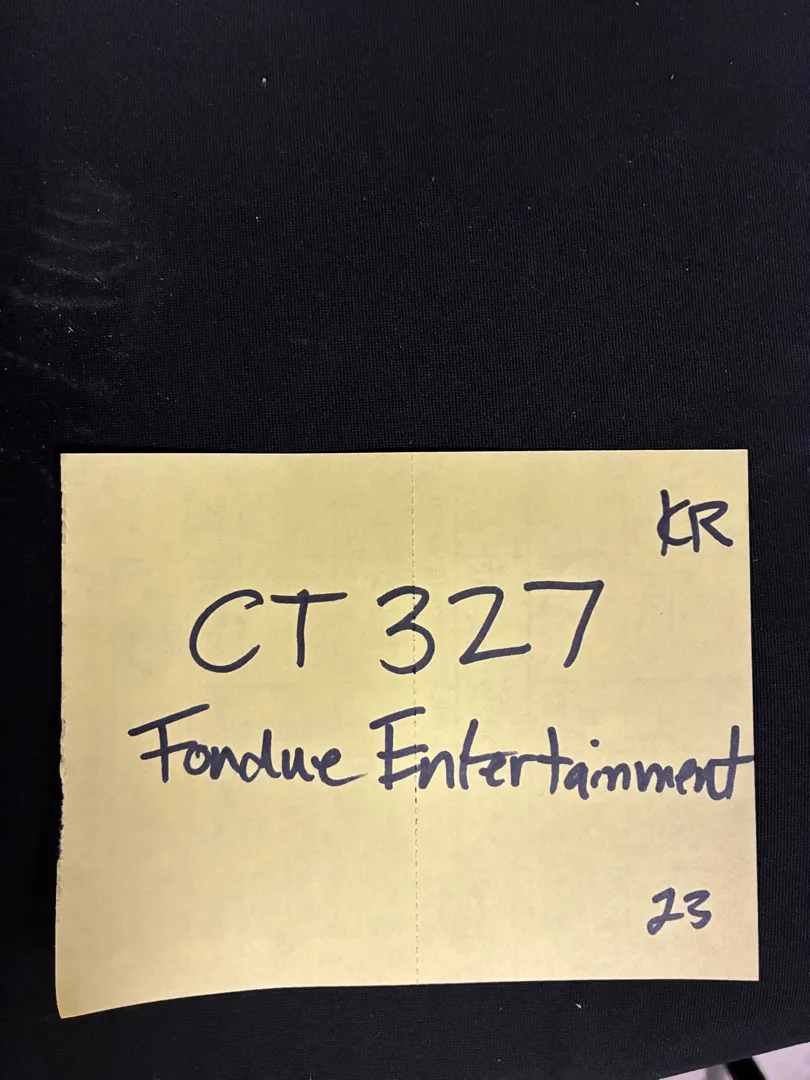 KR
CT 327
Fondue Entertainment
23